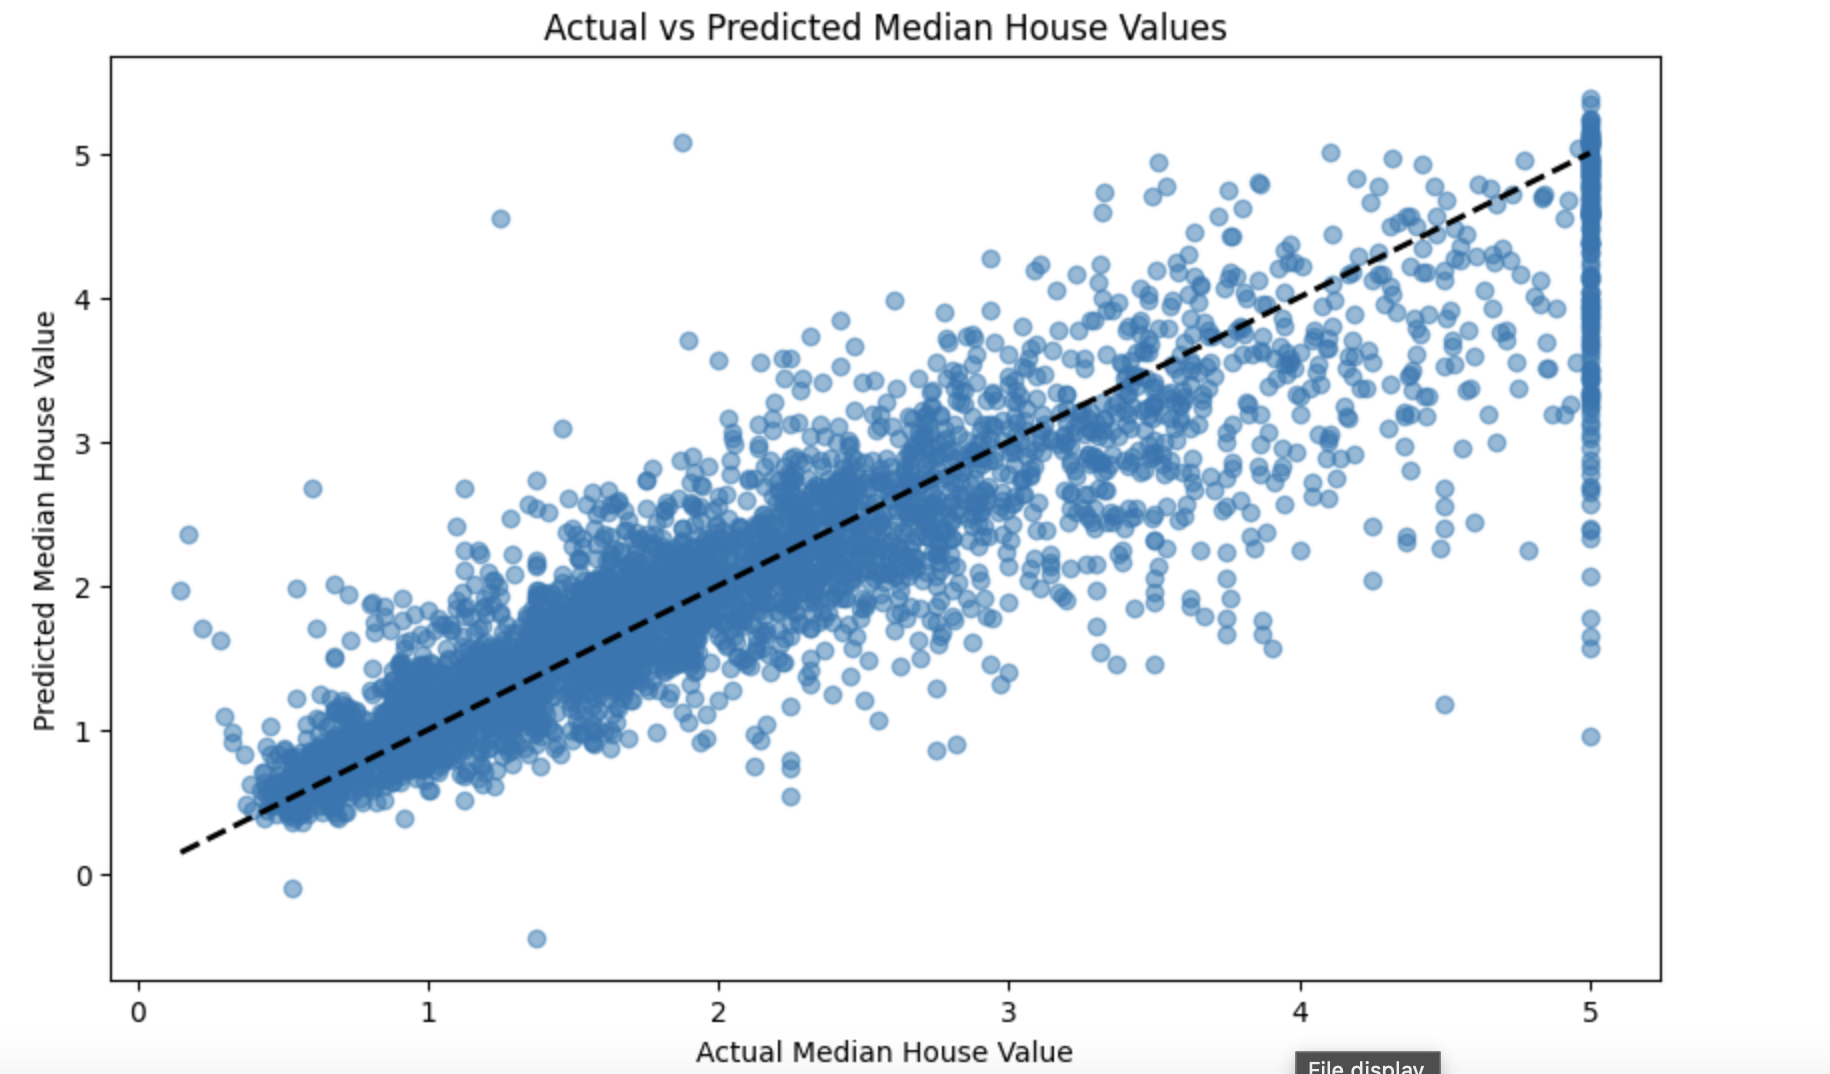 Actual vs Predicted Median House Values
Predicted Median House Value
5
4
3
2
1
0
0 1 2 3 4 5
Actual Median House Value
File display